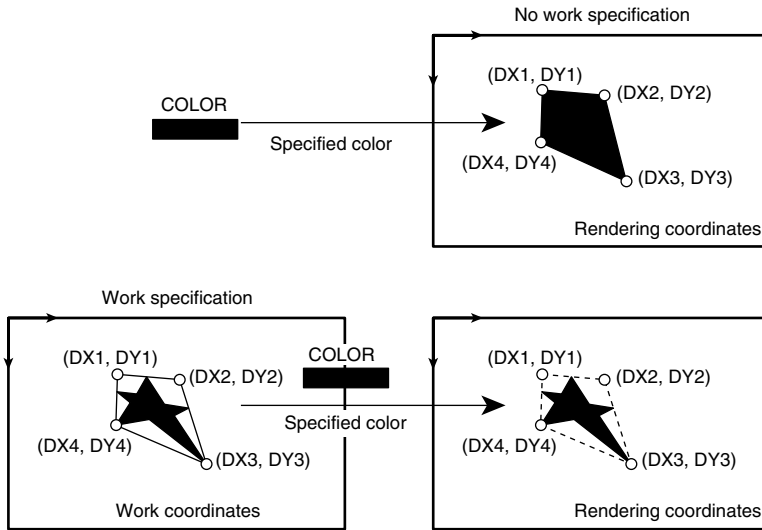 No work specification
(DX1, DY1)
(DX2, DY2)
COLOR
Specified color
(DX4, DY4)
(DX3, DY3)
Rendering coordinates
Work specification
(DX1, DY1)
(DX2, DY2)
(DX4, DY4)
(DX3, DY3)
Work coordinates
COLOR
Specified color
(DX1, DY1)
(DX2, DY2)
(DX4, DY4)
(DX3, DY3)
Rendering coordinates